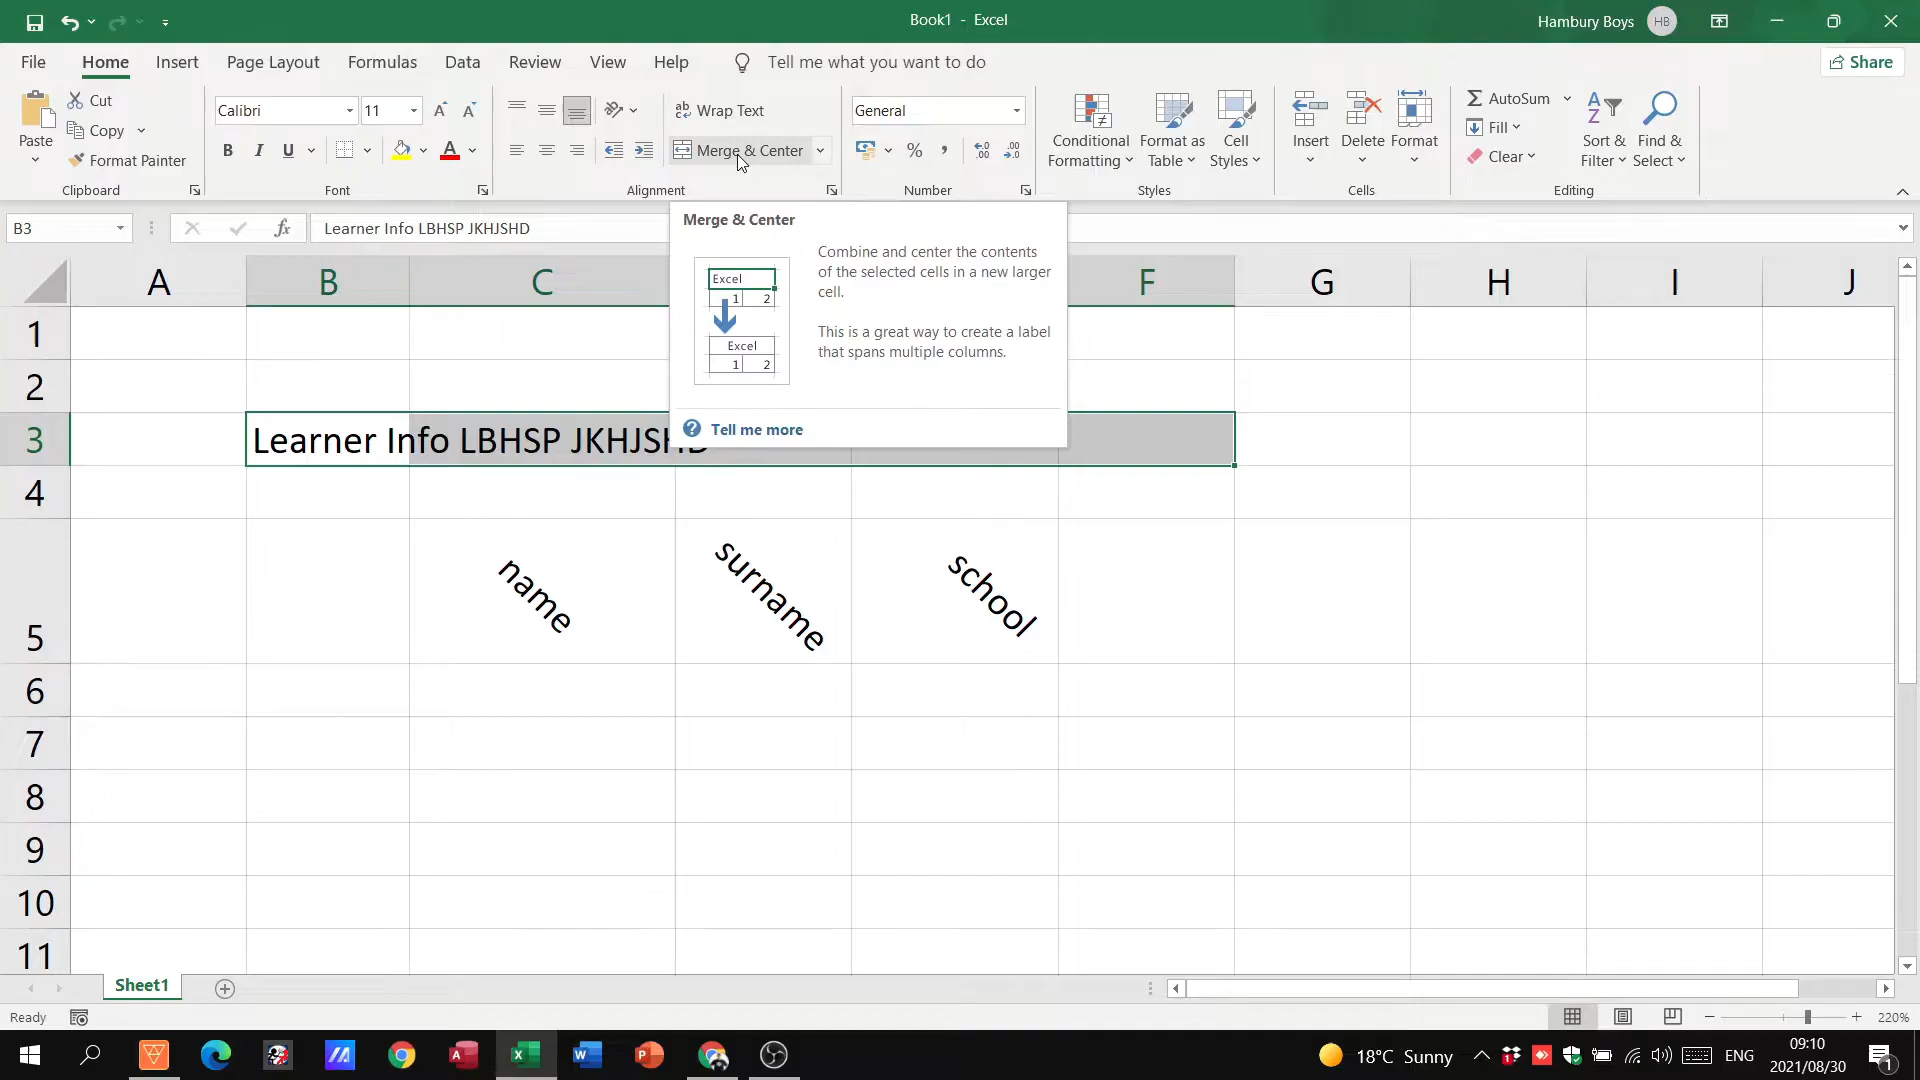 Book1 - Excel
Hambury Boys
HB
File Home Insert Page Layout Formulas Data Review View Help Tell me what you want to do
Share
Paste
Cut
Copy
Format Painter
Clipboard
Calibri 11
B I U
Font
Wrap Text
Merge & Center
Alignment
General
Number
Conditional Formatting
Format as Table
Cell Styles
Styles
Insert Delete Format
Cells
AutoSum
Fill
Clear
Sort & Filter
Find & Select
Editing
B3
fx
Learner Info LBHSP JKHJSHD
Merge & Center
Excel
1 2
Excel
1 2
Combine and center the contents
of the selected cells in a new larger
cell.
This is a great way to create a label
that spans multiple columns.
Tell me more
A B C F G H I J
1
2
3 Learner Info LBHSP JKHJSHD
4
5 name surname school
6
7
8
9
10
11
Sheet1
Ready
220%
18°C Sunny
ENG
09:10
2021/08/30
1